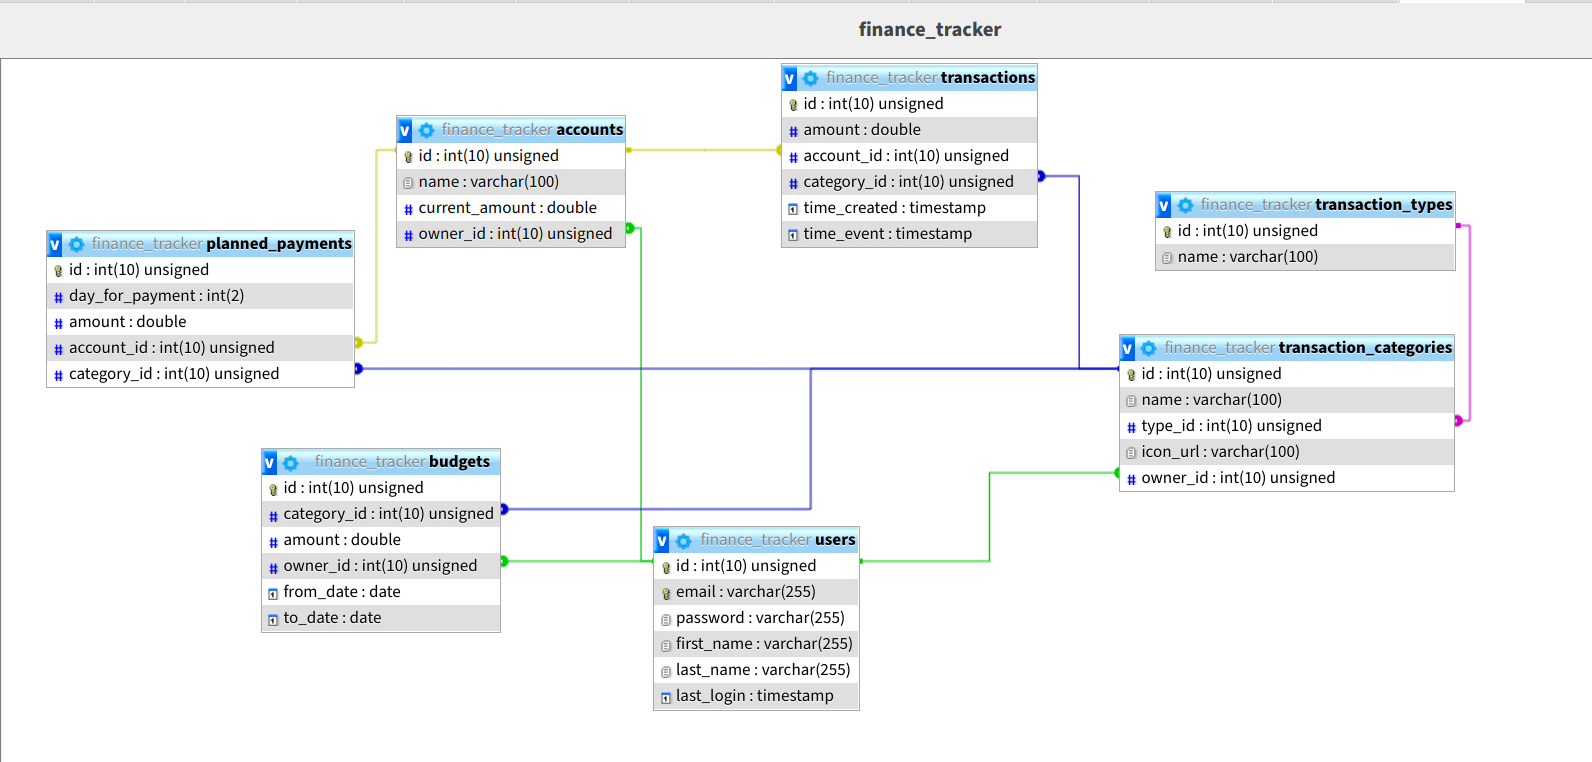 finance_tracker
v finance_tracker transactions
id : int(10) unsigned
# amount : double
# account_id : int(10) unsigned
# category_id : int(10) unsigned
time_created : timestamp
time_event : timestamp
v finance_tracker accounts
id : int(10) unsigned
name : varchar(100)
# current_amount : double
# owner_id : int(10) unsigned
v finance_tracker transaction_types
id : int(10) unsigned
name : varchar(100)
v finance_tracker planned_payments
id : int(10) unsigned
# day_for_payment : int(2)
# amount : double
# account_id : int(10) unsigned
# category_id : int(10) unsigned
v finance_tracker transaction_categories
id : int(10) unsigned
name : varchar(100)
# type_id : int(10) unsigned
icon_url : varchar(100)
# owner_id : int(10) unsigned
v finance_tracker budgets
id : int(10) unsigned
# category_id : int(10) unsigned
# amount : double
# owner_id : int(10) unsigned
from_date : date
to_date : date
v finance_tracker users
id : int(10) unsigned
email : varchar(255)
password : varchar(255)
first_name : varchar(255)
last_name : varchar(255)
last_login : timestamp